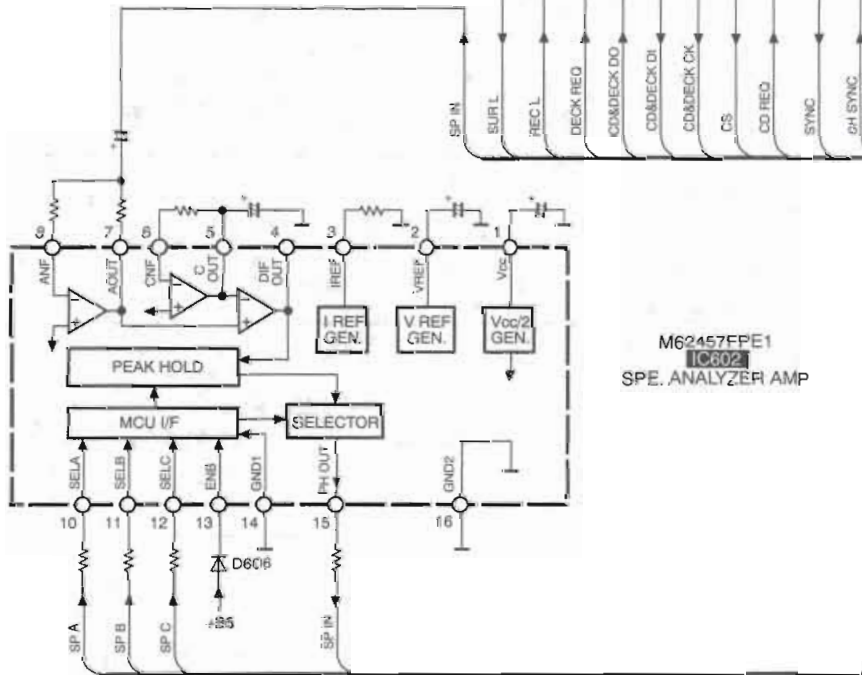 SP IN
SUR L
REC L
DECK REQ
CD&DECK DO
CD&DECK DI
CD&DECK CK
CS
CD REQ
SYNC
CH SYNC
8
7
6
5
4
3
2
1
ANF
AOUT
CNF
C OUT
DIF OUT
IREF
VREF
Vcc
I REF GEN.
V REF GEN.
Vcc/2 GEN.
PEAK HOLD
MCU I/F
SELECTOR
M62457FPE1
IC602
SPE. ANALYZER AMP
SELA
SELB
SELC
ENB
GND1
PH OUT
GND2
10
11
12
13
14
15
16
D606
SP A
SP B
SP C
SP IN